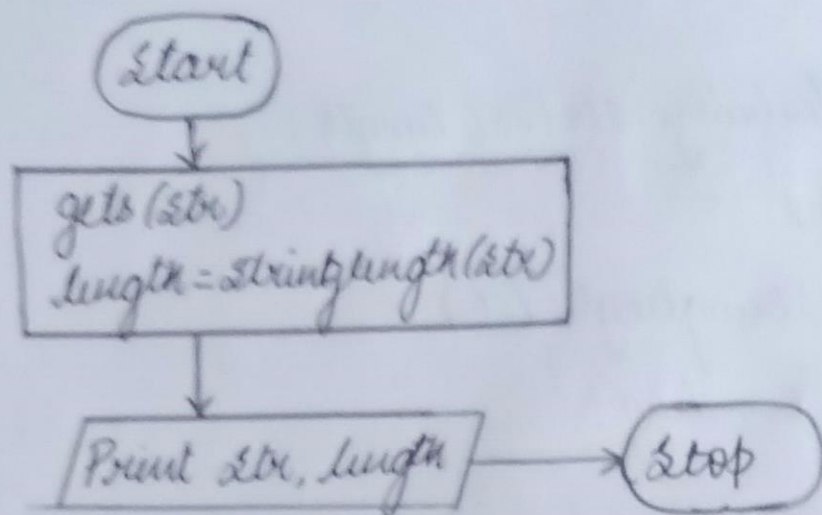 Start
gets(str)
length=stringlength(str)
Print str, length
Stop